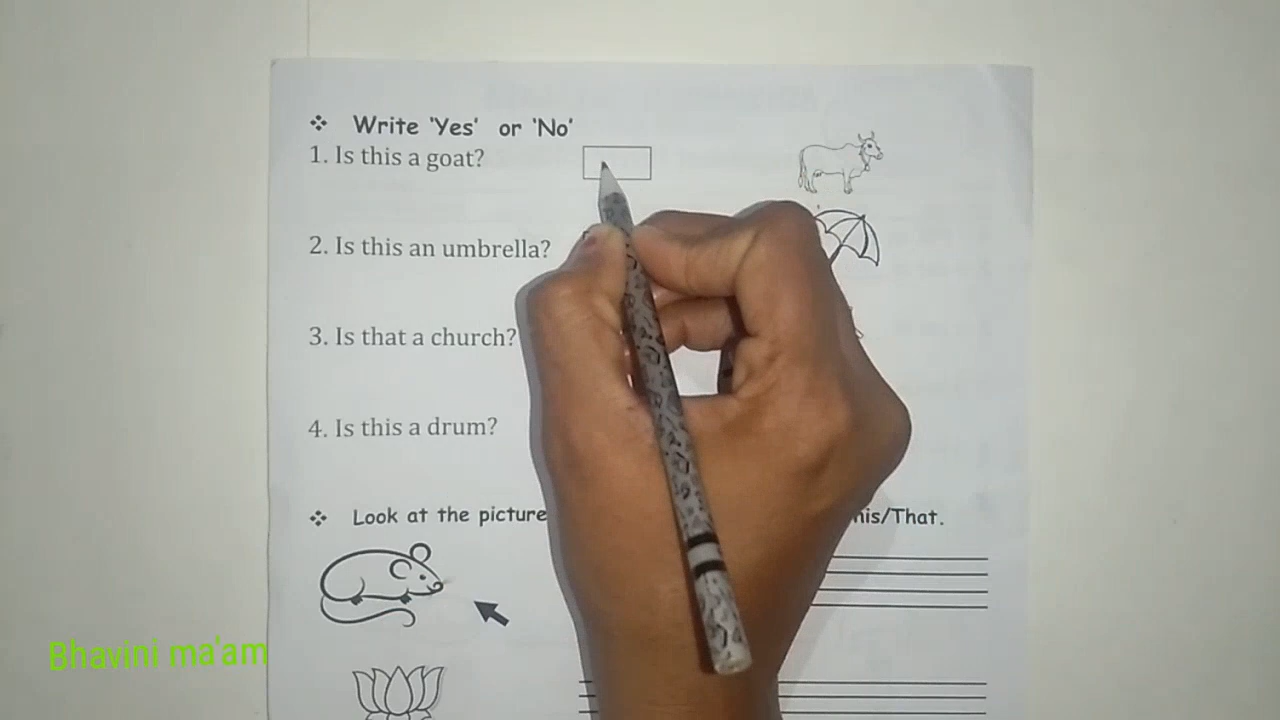 ❖ Write 'Yes' or 'No'
1. Is this a goat?
2. Is this an umbrella?
3. Is that a church?
4. Is this a drum?
❖ Look at the picture his/That.
Bhavini ma'am